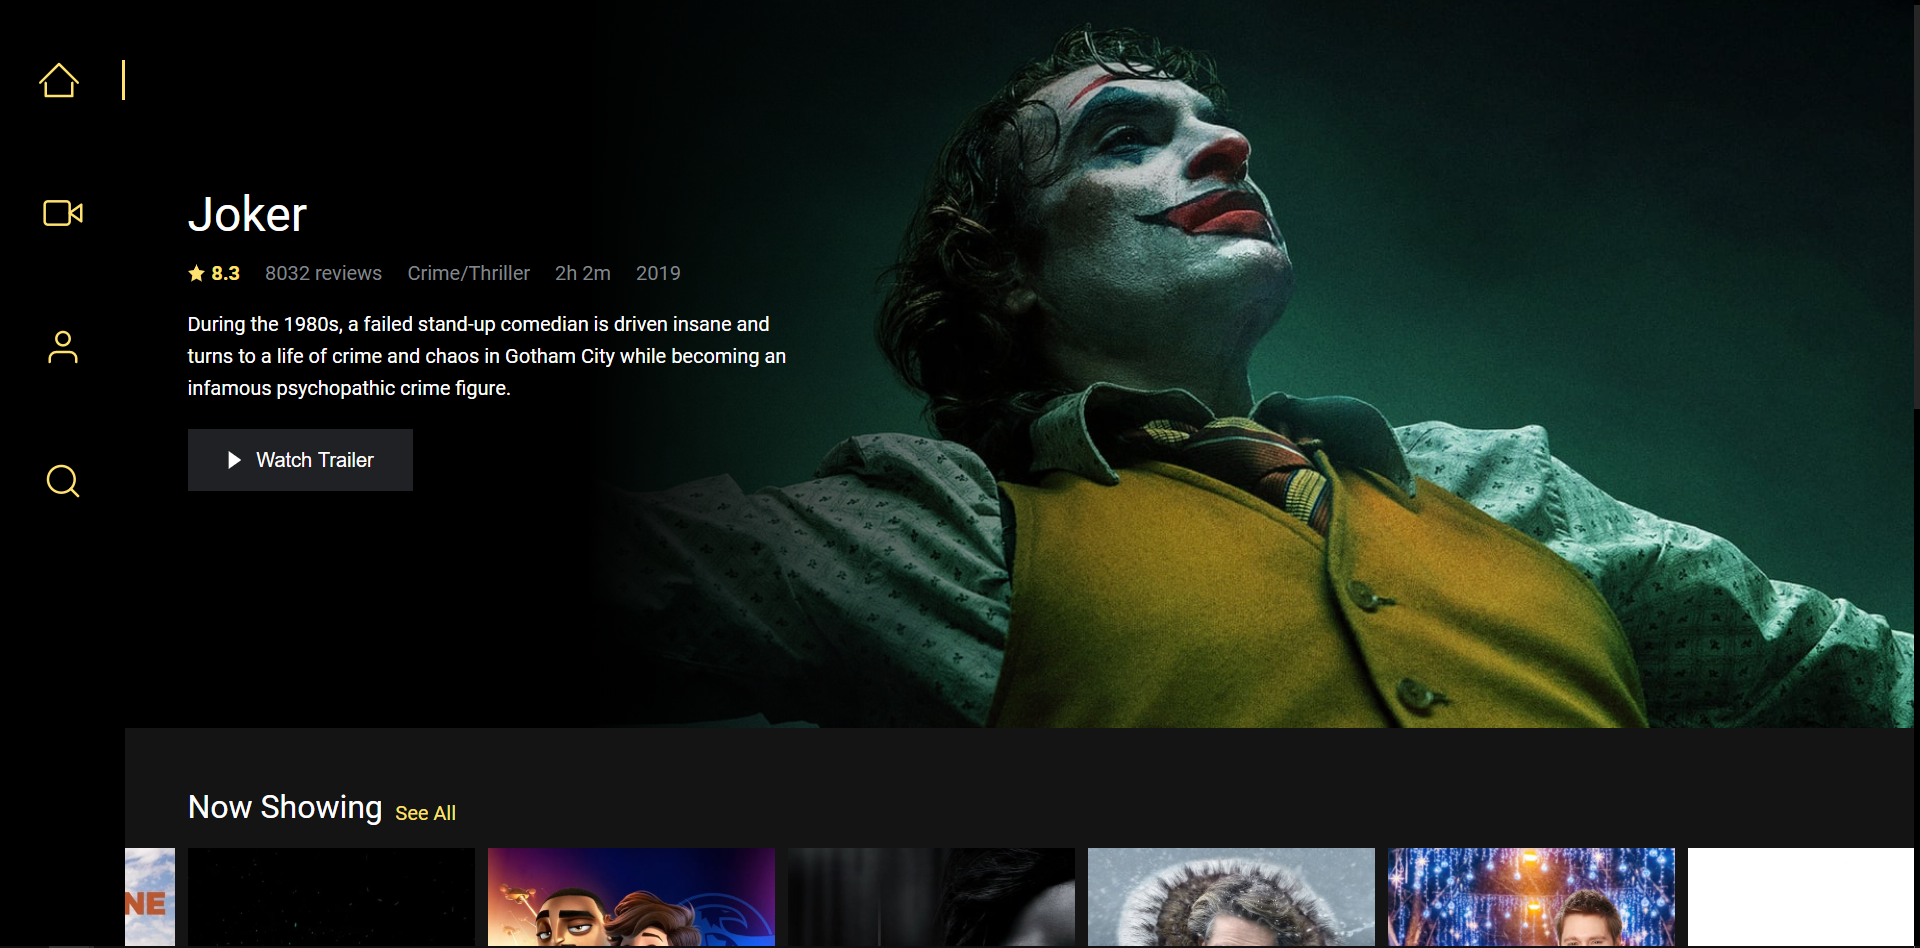 Joker
8.3 8032 reviews Crime/Thriller 2h 2m 2019
During the 1980s, a failed stand-up comedian is driven insane and
turns to a life of crime and chaos in Gotham City while becoming an
infamous psychopathic crime figure.
Watch Trailer
Now Showing See All
NE